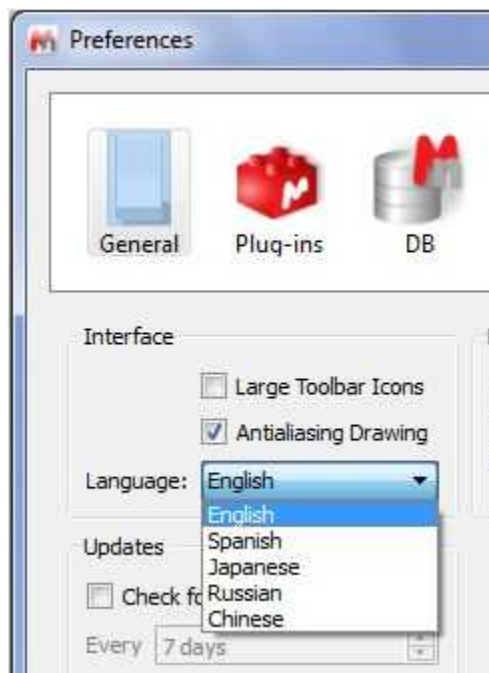 Preferences
General
Plug-ins
DB
Interface
Large Toolbar Icons
Antialiasing Drawing
Language: English
English
Spanish
Japanese
Russian
Chinese
Updates
Check
Every 7 days